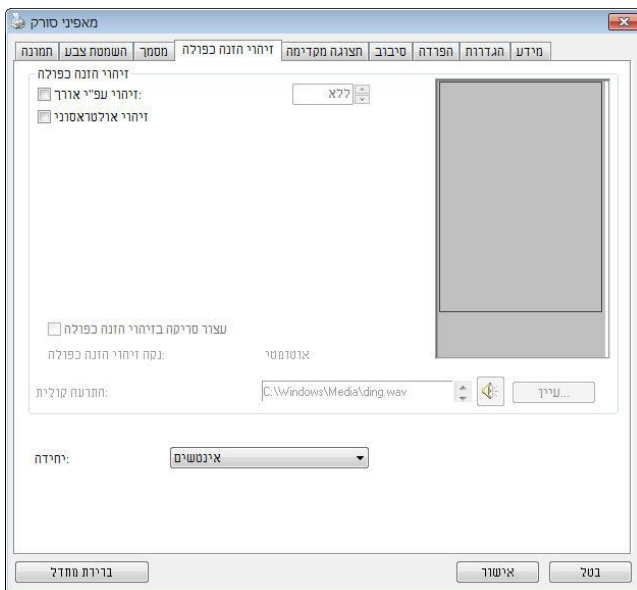 מאפיני סורק
תמונה השמטת צבע מסמך זיהוי הזנה כפולה תצוגה מקדימה סיבוב הפרדה הגדרות מידע
זיהוי הזנה כפולה
זיהוי עפ"י אורך: ללא
זיהוי אולטראסוני
עצור סריקה בזיהוי הזנה כפולה
נקה זיהוי הזנה כפולה: אוטומטי
התרעה קולית: C:\Windows\Media\ding.wav עיין...
יחידה: אינטשים
ברירת מחדל אישור בטל